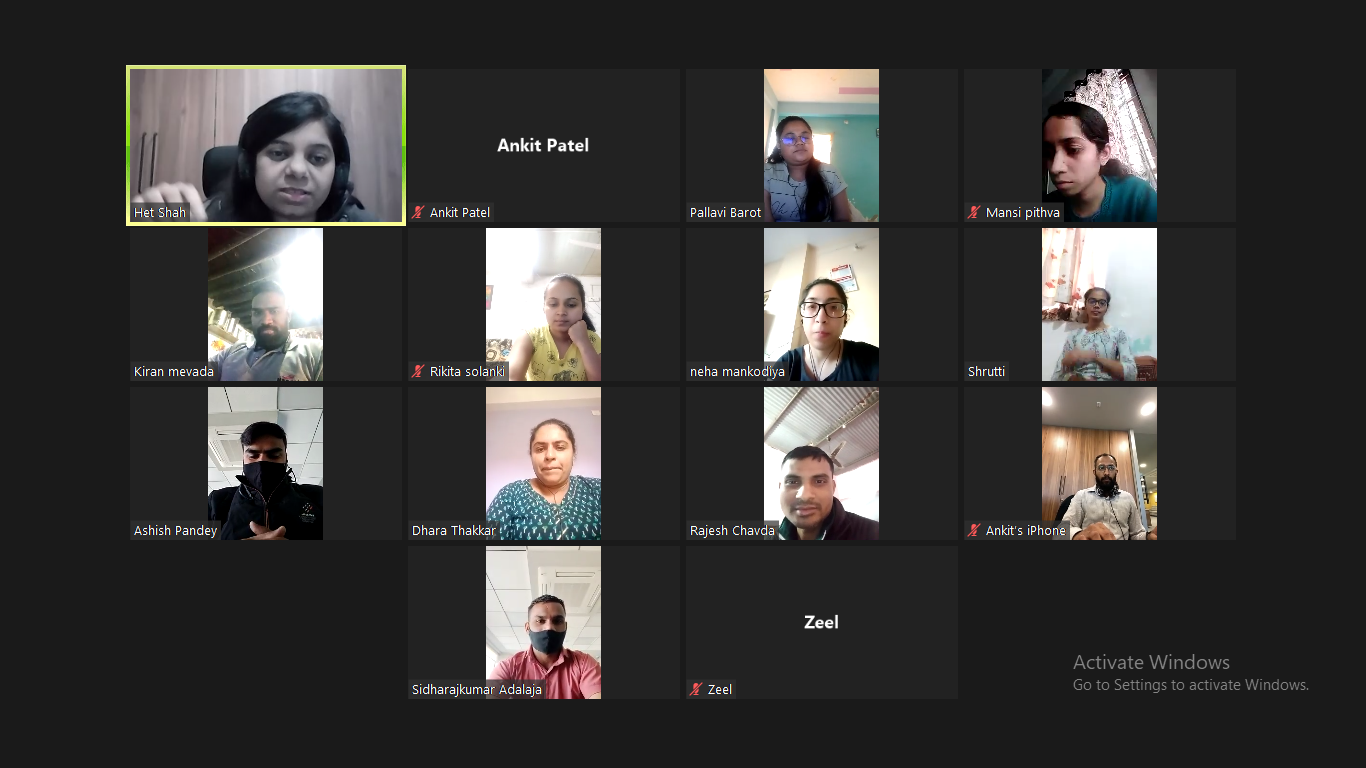 Het Shah
Ankit Patel
Ankit Patel
Pallavi Barot
Mansi pithva
Kiran mevada
Rikita solanki
neha mankodiya
Shrutti
Ashish Pandey
Dhara Thakkar
Rajesh Chavda
Ankit's iPhone
Sidharajkumar Adalaja
Zeel
Zeel
Activate Windows
Go to Settings to activate Windows.